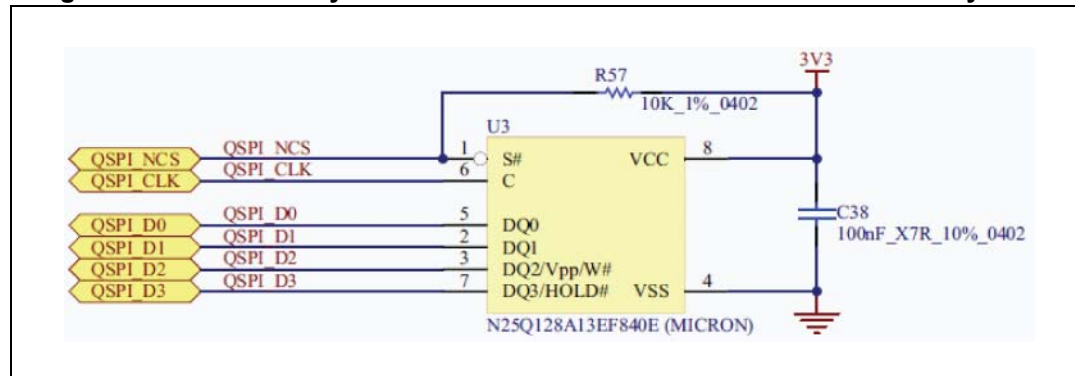 3V3
R57
10K_1%_0402
U3
QSPI_NCS QSPI_NCS 1 S# VCC 8
QSPI_CLK QSPI_CLK 6 C
C38
100nF_X7R_10%_0402
QSPI_D0 QSPI_D0 5 DQ0
QSPI_D1 QSPI_D1 2 DQ1
QSPI_D2 QSPI_D2 3 DQ2/Vpp/W#
QSPI_D3 QSPI_D3 7 DQ3/HOLD# VSS 4
N25Q128A13EF840E (MICRON)